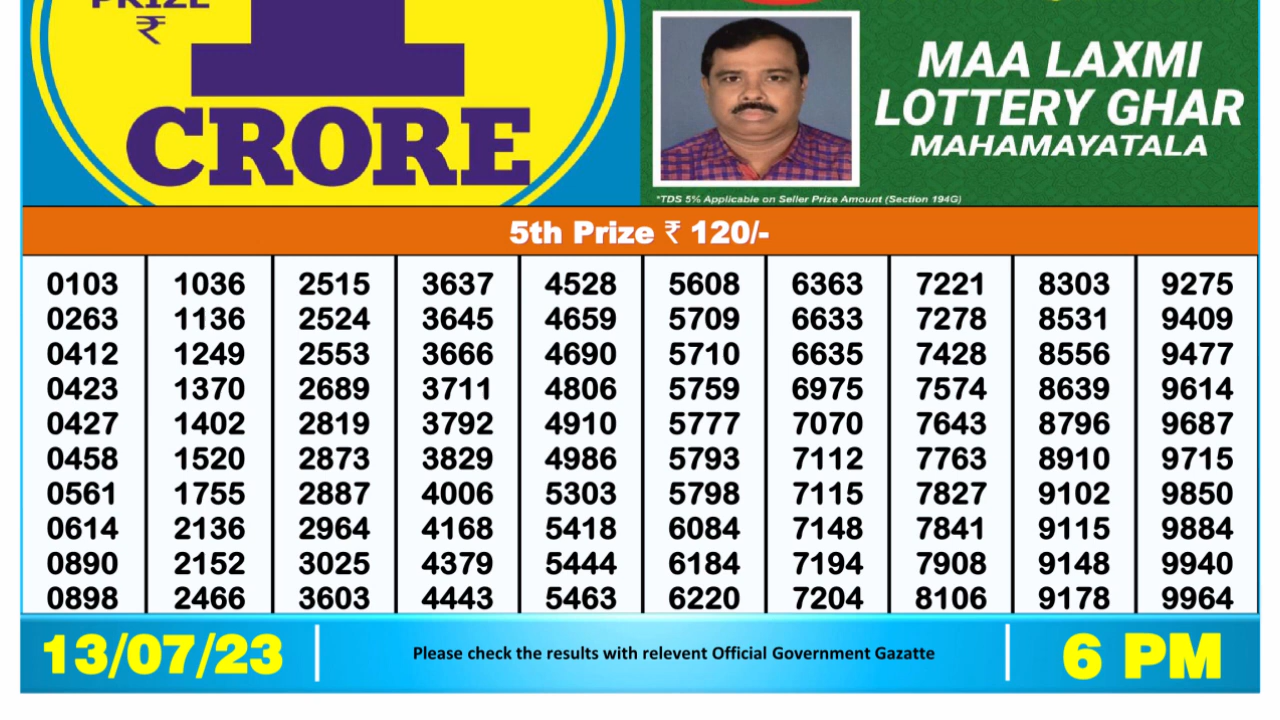 PRIZE
₹
1
CRORE
MAA LAXMI
LOTTERY GHAR
MAHAMAYATALA
*TDS 5% Applicable on Seller Prize Amount (Section 194G)
5th Prize ₹ 120/-
0103 1036 2515 3637 4528 5608 6363 7221 8303 9275
0263 1136 2524 3645 4659 5709 6633 7278 8531 9409
0412 1249 2553 3666 4690 5710 6635 7428 8556 9477
0423 1370 2689 3711 4806 5759 6975 7574 8639 9614
0427 1402 2819 3792 4910 5777 7070 7643 8796 9687
0458 1520 2873 3829 4986 5793 7112 7763 8910 9715
0561 1755 2887 4006 5303 5798 7115 7827 9102 9850
0614 2136 2964 4168 5418 6084 7148 7841 9115 9884
0890 2152 3025 4379 5444 6184 7194 7908 9148 9940
0898 2466 3603 4443 5463 6220 7204 8106 9178 9964
13/07/23
Please check the results with relevent Official Government Gazatte
6 PM